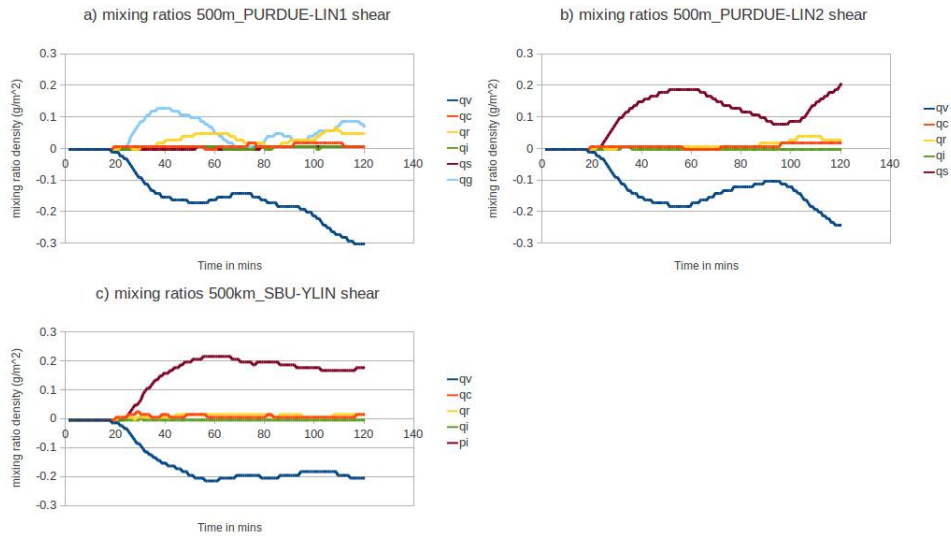 a) mixing ratios 500m_PURDUE-LIN1 shear
mixing ratio density (g/m^2)
0.3
0.2
0.1
0
-0.1
-0.2
-0.3
0 20 40 60 80 100 120 140
Time in mins
qv
qc
qr
qi
qs
qg
b) mixing ratios 500m_PURDUE-LIN2 shear
mixing ratio density (g/m^2)
0.3
0.2
0.1
0
-0.1
-0.2
-0.3
0 20 40 60 80 100 120 140
Time in mins
qv
qc
qr
qi
qs
c) mixing ratios 500km_SBU-YLIN shear
mixing ratio density (g/m^2)
0.3
0.2
0.1
0
-0.1
-0.2
-0.3
0 20 40 60 80 100 120 140
Time in mins
qv
qc
qr
qi
pi